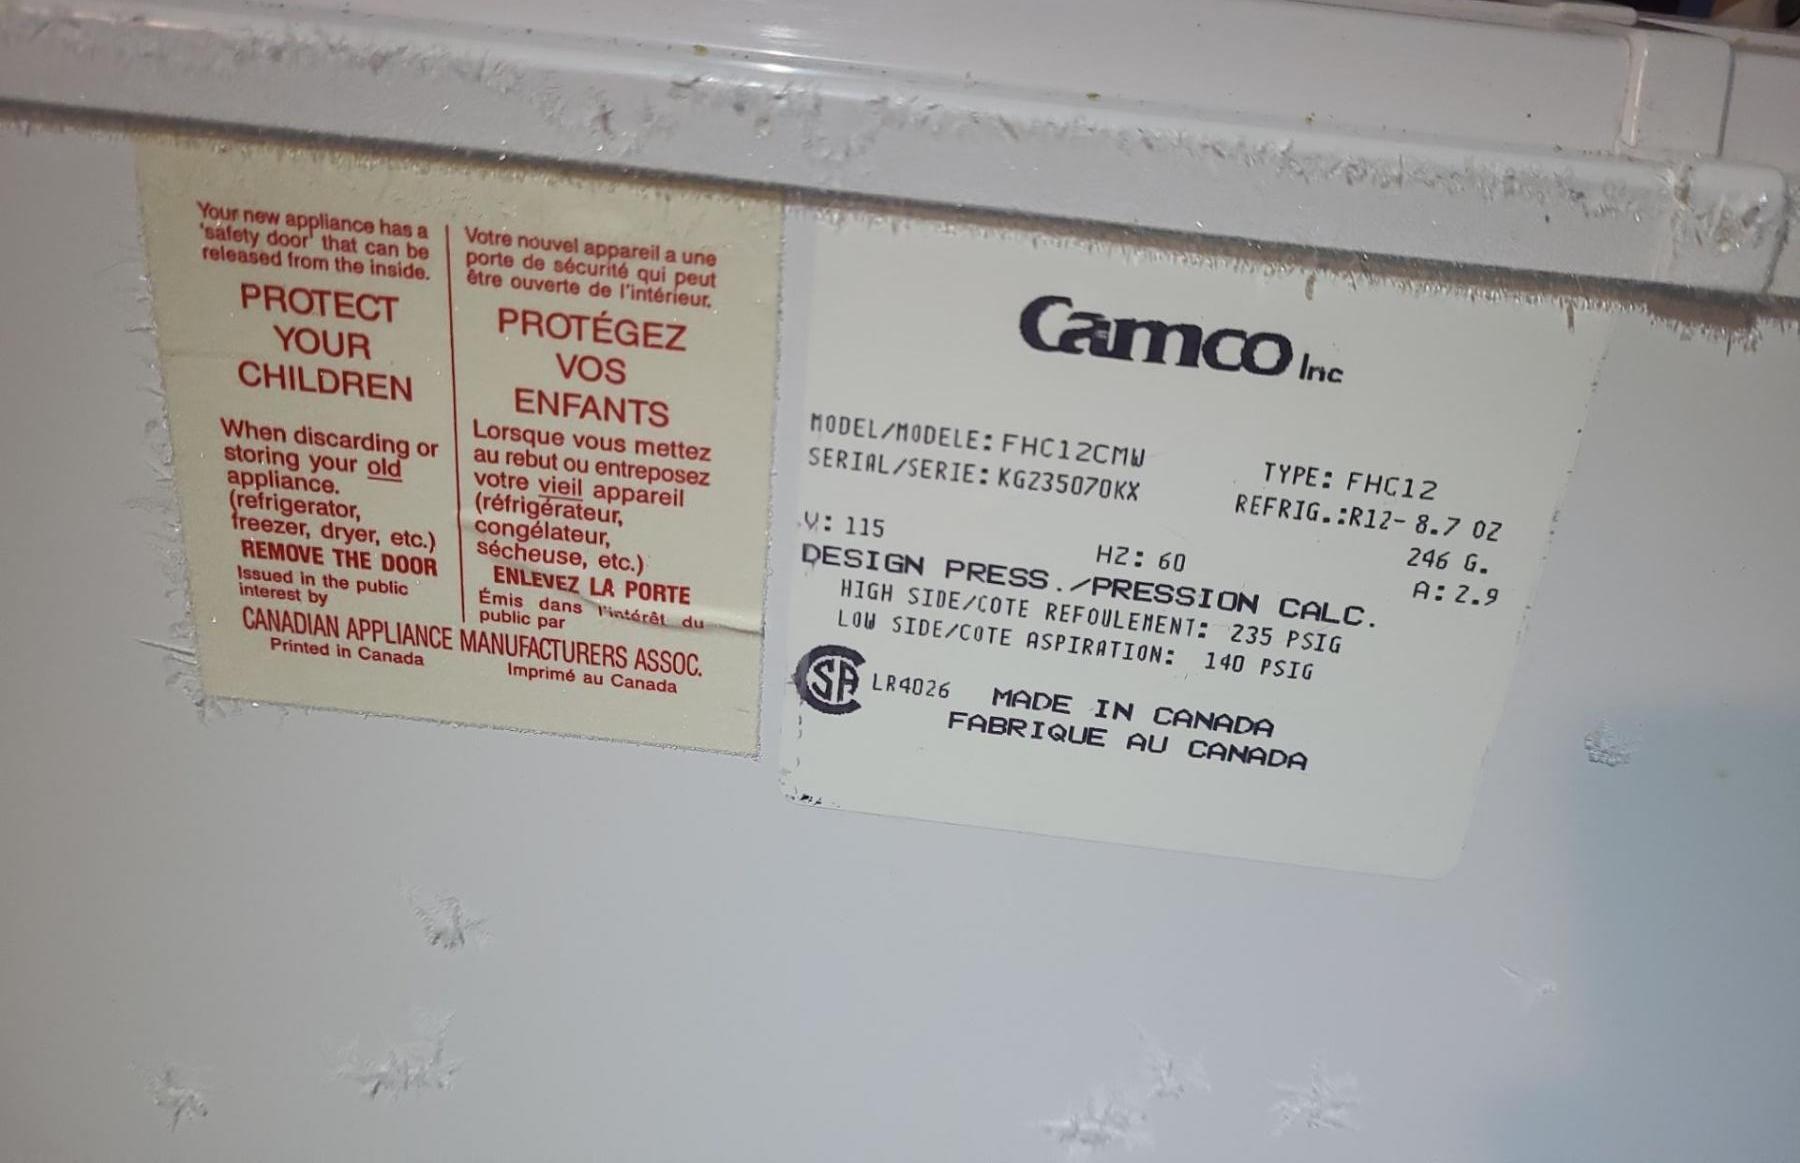 Your new appliance has a
'safety door' that can be
released from the inside.
PROTECT
YOUR
CHILDREN
When discarding or
storing your old
appliance.
(refrigerator,
freezer, dryer, etc.)
REMOVE THE DOOR
Issued in the public
interest by
Votre nouvel appareil a une
porte de sécurité qui peut
être ouverte de l'intérieur.
PROTÉGEZ
VOS
ENFANTS
Lorsque vous mettez
au rebut ou entreposez
votre vieil appareil
(réfrigérateur,
congélateur,
sécheuse, etc.)
ENLEVEZ LA PORTE
Émis dans l'intérêt du
public par
CANADIAN APPLIANCE MANUFACTURERS ASSOC.
Printed in Canada
Imprimé au Canada
Camco Inc
MODEL/MODELE: FHC12CMW
TYPE: FHC12
SERIAL/SERIE: KG235070KX
REFRIG.:R12- 8.7 OZ
246 G.
V: 115
HZ: 60
A: 2.9
DESIGN PRESS./PRESSION CALC.
HIGH SIDE/COTE REFOULEMENT: 235 PSIG
LOW SIDE/COTE ASPIRATION: 140 PSIG
SA LR4026
MADE IN CANADA
FABRIQUE AU CANADA